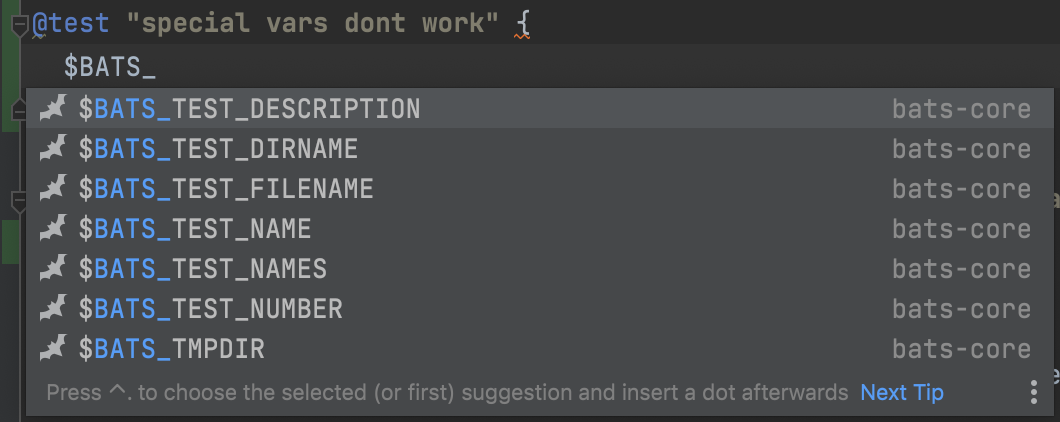 @test "special vars dont work" {
$BATS_
$BATS_TEST_DESCRIPTION bats-core
$BATS_TEST_DIRNAME bats-core
$BATS_TEST_FILENAME bats-core
$BATS_TEST_NAME bats-core
$BATS_TEST_NAMES bats-core
$BATS_TEST_NUMBER bats-core
$BATS_TMPDIR bats-core
Press ^. to choose the selected (or first) suggestion and insert a dot afterwards Next Tip